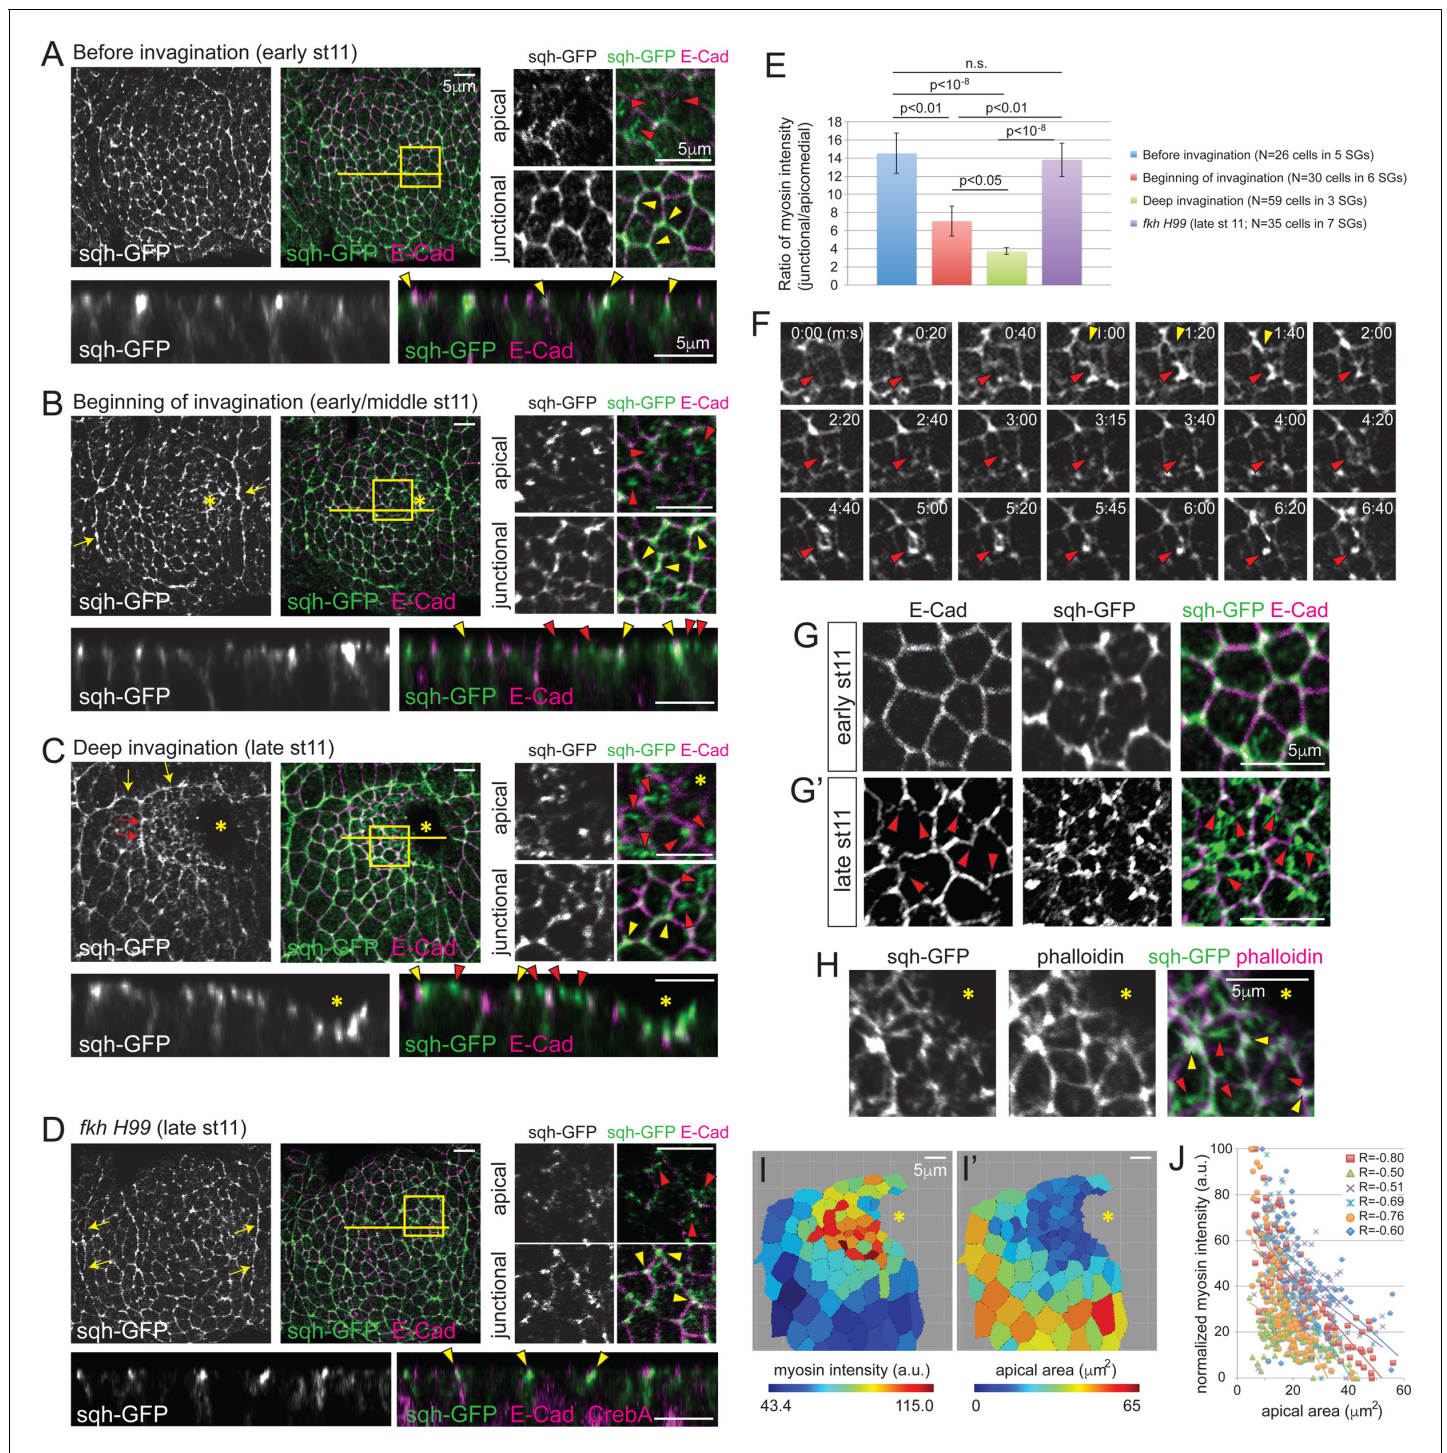 A Before invagination (early st11)
sqh-GFP sqh-GFP E-Cad
5µm
apical
5µm
junctional
sqh-GFP
sqh-GFP E-Cad
sqh-GFP
sqh-GFP E-Cad
5µm
B Beginning of invagination (early/middle st11)
sqh-GFP sqh-GFP E-Cad
apical
*
*
junctional
sqh-GFP
sqh-GFP E-Cad
sqh-GFP
sqh-GFP E-Cad
C Deep invagination (late st11)
sqh-GFP sqh-GFP E-Cad
apical
*
*
*
junctional
sqh-GFP
sqh-GFP E-Cad
*
*
sqh-GFP
sqh-GFP E-Cad
D fkh H99 (late st11)
sqh-GFP sqh-GFP E-Cad
apical
junctional
sqh-GFP
sqh-GFP E-Cad
sqh-GFP
sqh-GFP E-Cad CrebA
E
n.s.
p<10-8
p<0.01 p<0.01
p<10-8
p<0.05
Ratio of myosin intensity
(junctional/apicomedial)
18
16
14
12
10
8
6
4
2
0
Before invagination (N=26 cells in 5 SGs)
Beginning of invagination (N=30 cells in 6 SGs)
Deep invagination (N=59 cells in 3 SGs)
fkh H99 (late st 11; N=35 cells in 7 SGs)
F
0:00 (m:s) 0:20 0:40 1:00 1:20 1:40 2:00
2:20 2:40 3:00 3:15 3:40 4:00 4:20
4:40 5:00 5:20 5:45 6:00 6:20 6:40
E-Cad sqh-GFP sqh-GFP E-Cad
G
early st11
5µm
G'
late st11
H
sqh-GFP phalloidin sqh-GFP phalloidin
5µm
* * *
I
5µm
*
myosin intensity (a.u.)
43.4 115.0
I'
*
apical area (µm2)
0 65
J
normalized myosin intensity (a.u.)
100
80
60
40
20
0
0 20 40 60
apical area (µm2)
R=-0.80
R=-0.50
R=-0.51
R=-0.69
R=-0.76
R=-0.60